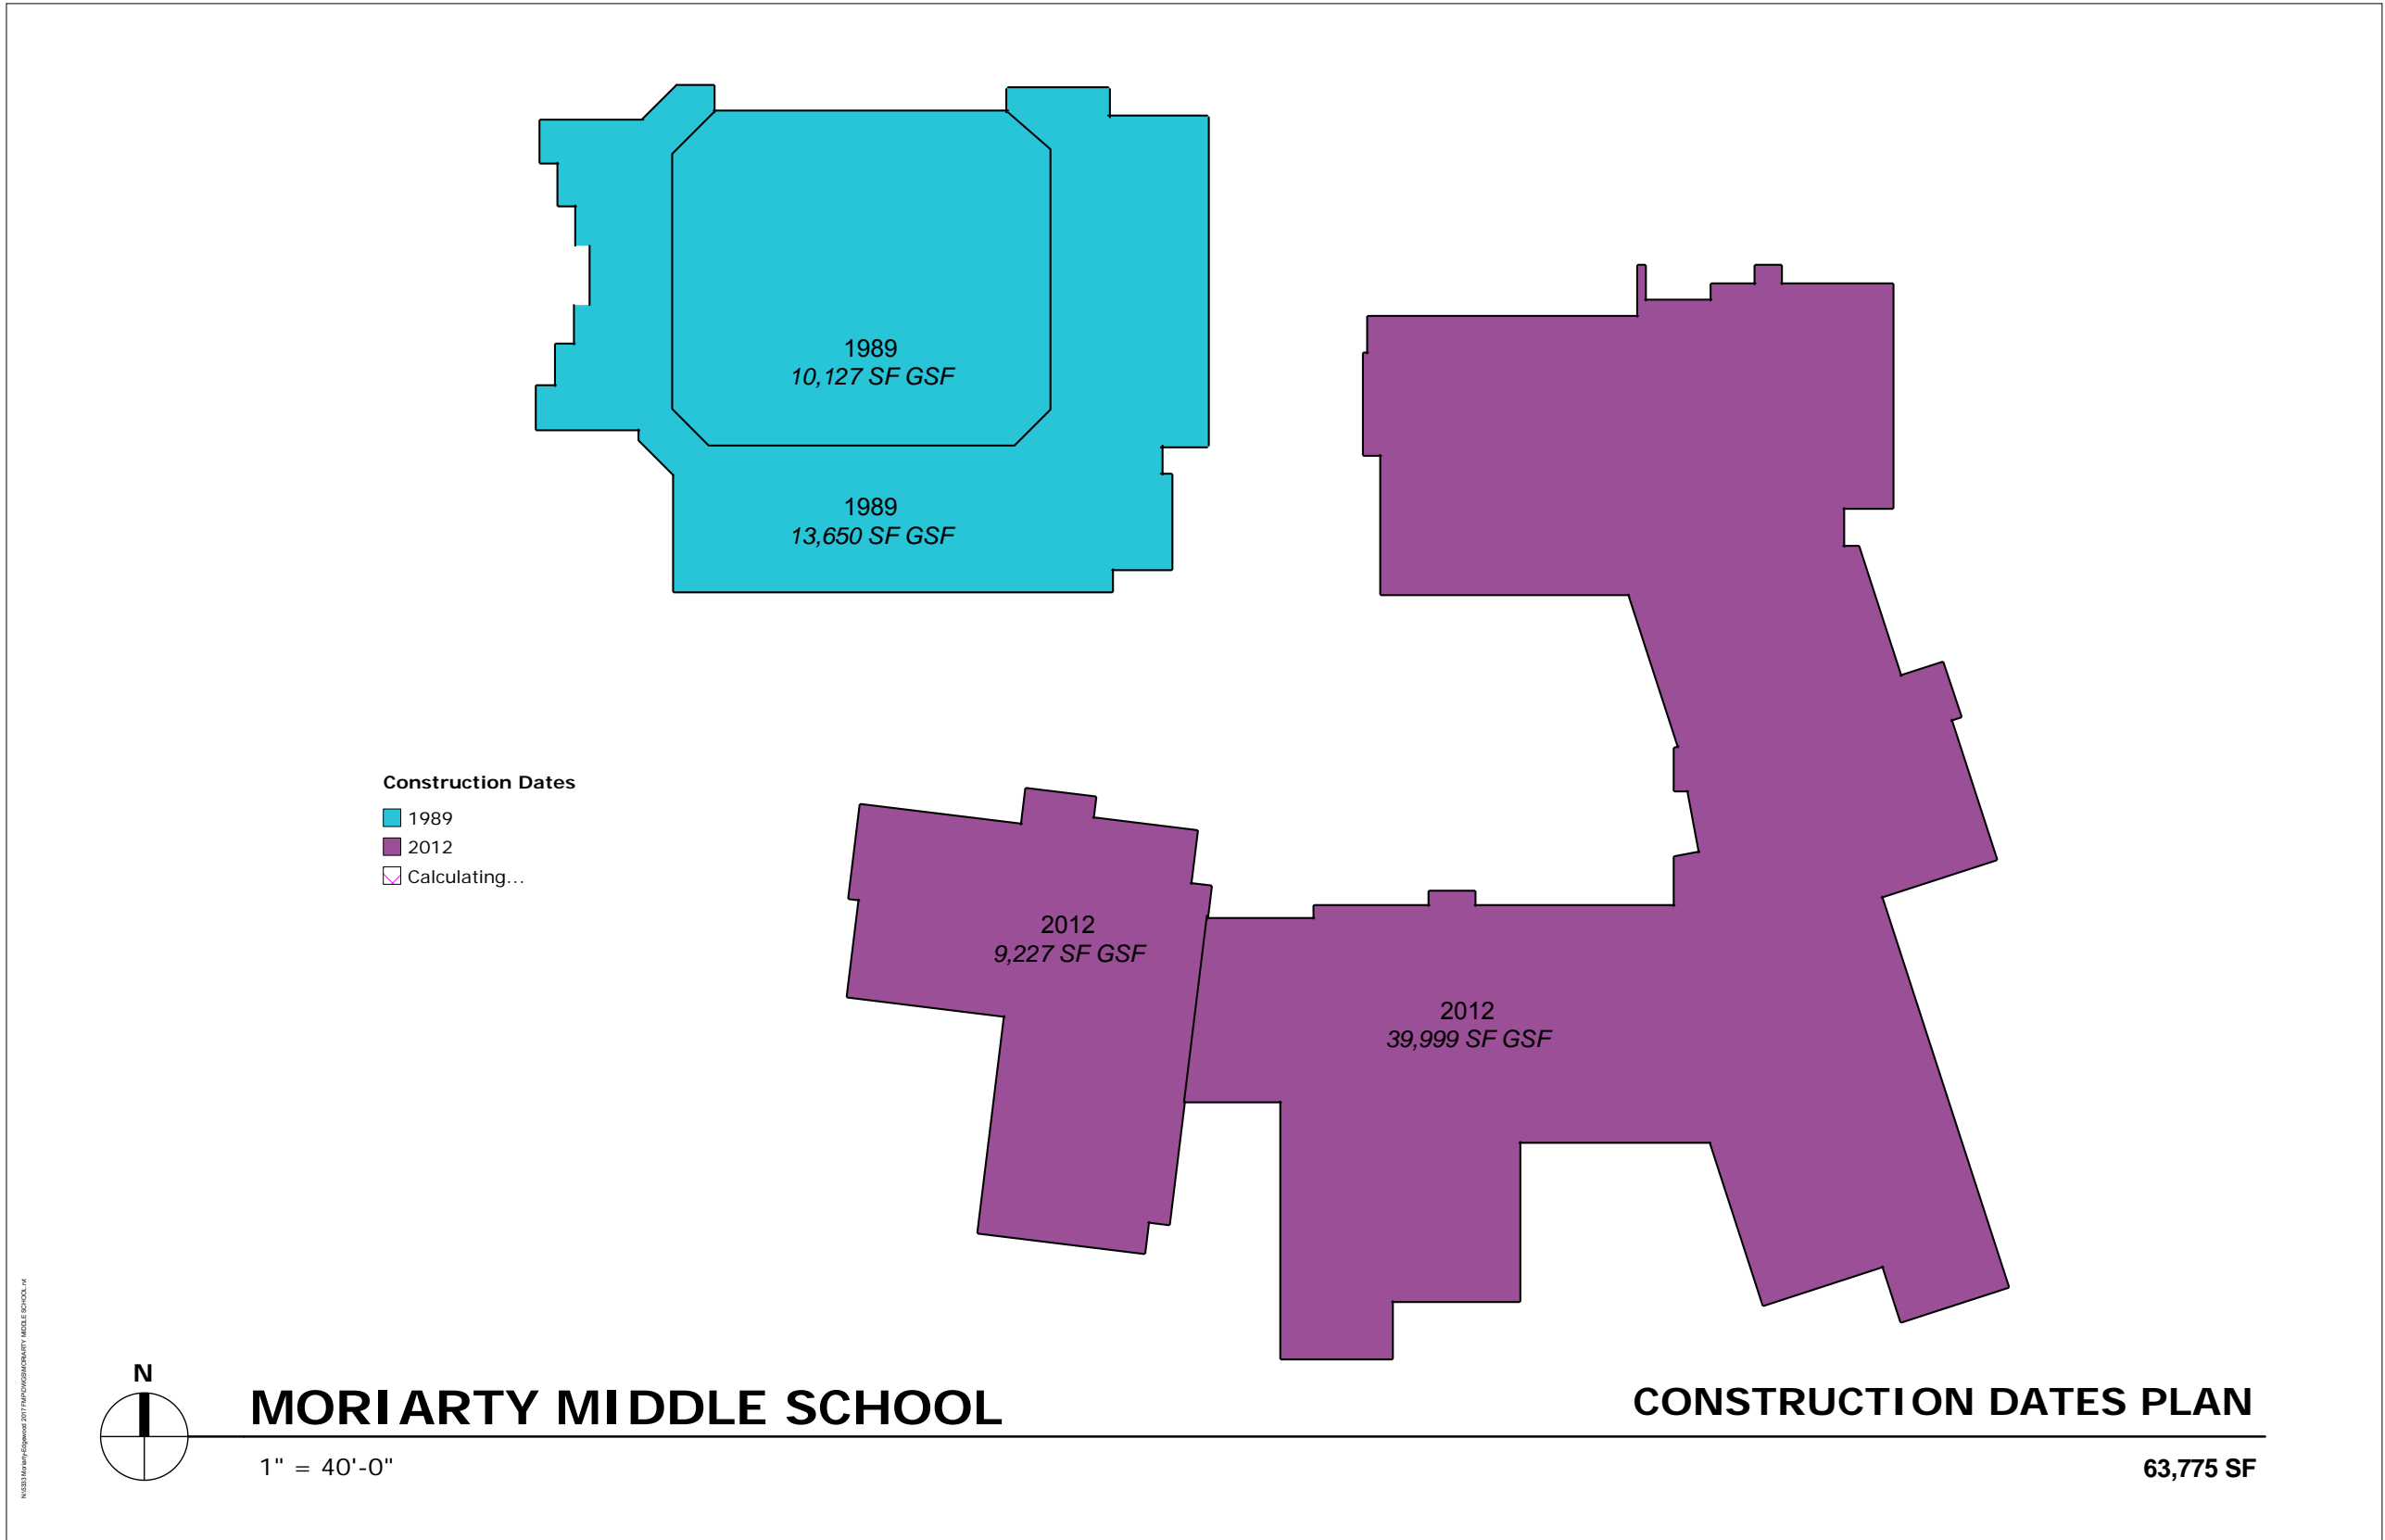 1989
10,127 SF GSF
1989
13,650 SF GSF
Construction Dates
1989
2012
Calculating...
2012
9,227 SF GSF
2012
39,999 SF GSF
N
MORIARTY MIDDLE SCHOOL
CONSTRUCTION DATES PLAN
1" = 40'-0"
63,775 SF